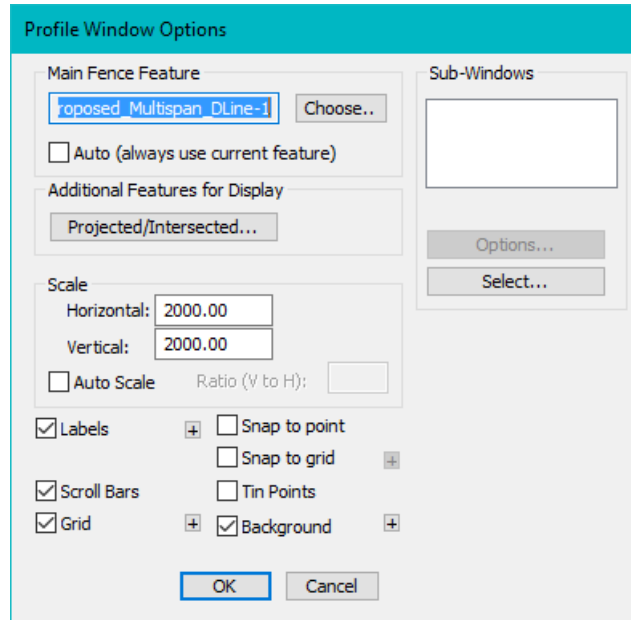 Profile Window Options
Main Fence Feature
roposed_Multispan_DLine-1
Choose..
Auto (always use current feature)
Additional Features for Display
Projected/Intersected...
Scale
Horizontal: 2000.00
Vertical: 2000.00
Auto Scale Ratio (V to H):
Labels + Snap to point
Snap to grid +
Scroll Bars Tin Points
Grid + Background +
OK Cancel
Sub-Windows
Options...
Select...